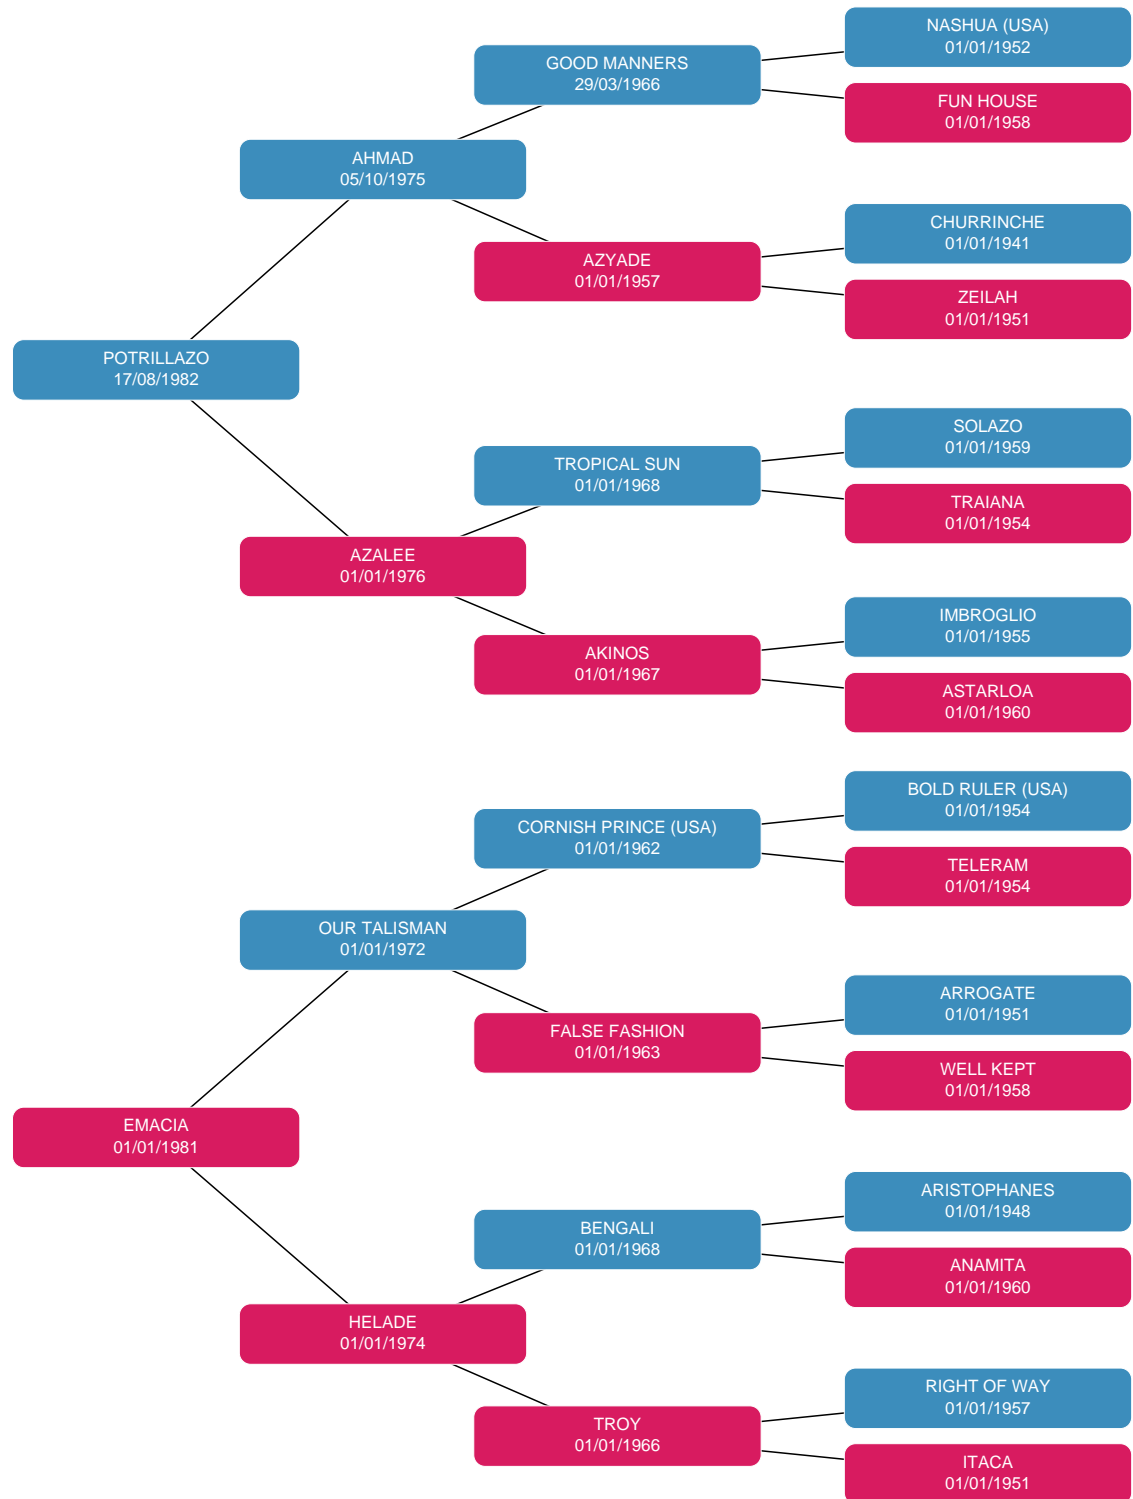 NASHUA (USA)
01/01/1952
GOOD MANNERS
29/03/1966
FUN HOUSE
01/01/1958
AHMAD
05/10/1975
CHURRINCHE
01/01/1941
AZYADE
01/01/1957
ZEILAH
01/01/1951
POTRILLAZO
17/08/1982
SOLAZO
01/01/1959
TROPICAL SUN
01/01/1968
TRAIANA
01/01/1954
AZALEE
01/01/1976
IMBROGLIO
01/01/1955
AKINOS
01/01/1967
ASTARLOA
01/01/1960
BOLD RULER (USA)
01/01/1954
CORNISH PRINCE (USA)
01/01/1962
TELERAM
01/01/1954
OUR TALISMAN
01/01/1972
ARROGATE
01/01/1951
FALSE FASHION
01/01/1963
WELL KEPT
01/01/1958
EMACIA
01/01/1981
ARISTOPHANES
01/01/1948
BENGALI
01/01/1968
ANAMITA
01/01/1960
HELADE
01/01/1974
RIGHT OF WAY
01/01/1957
TROY
01/01/1966
ITACA
01/01/1951